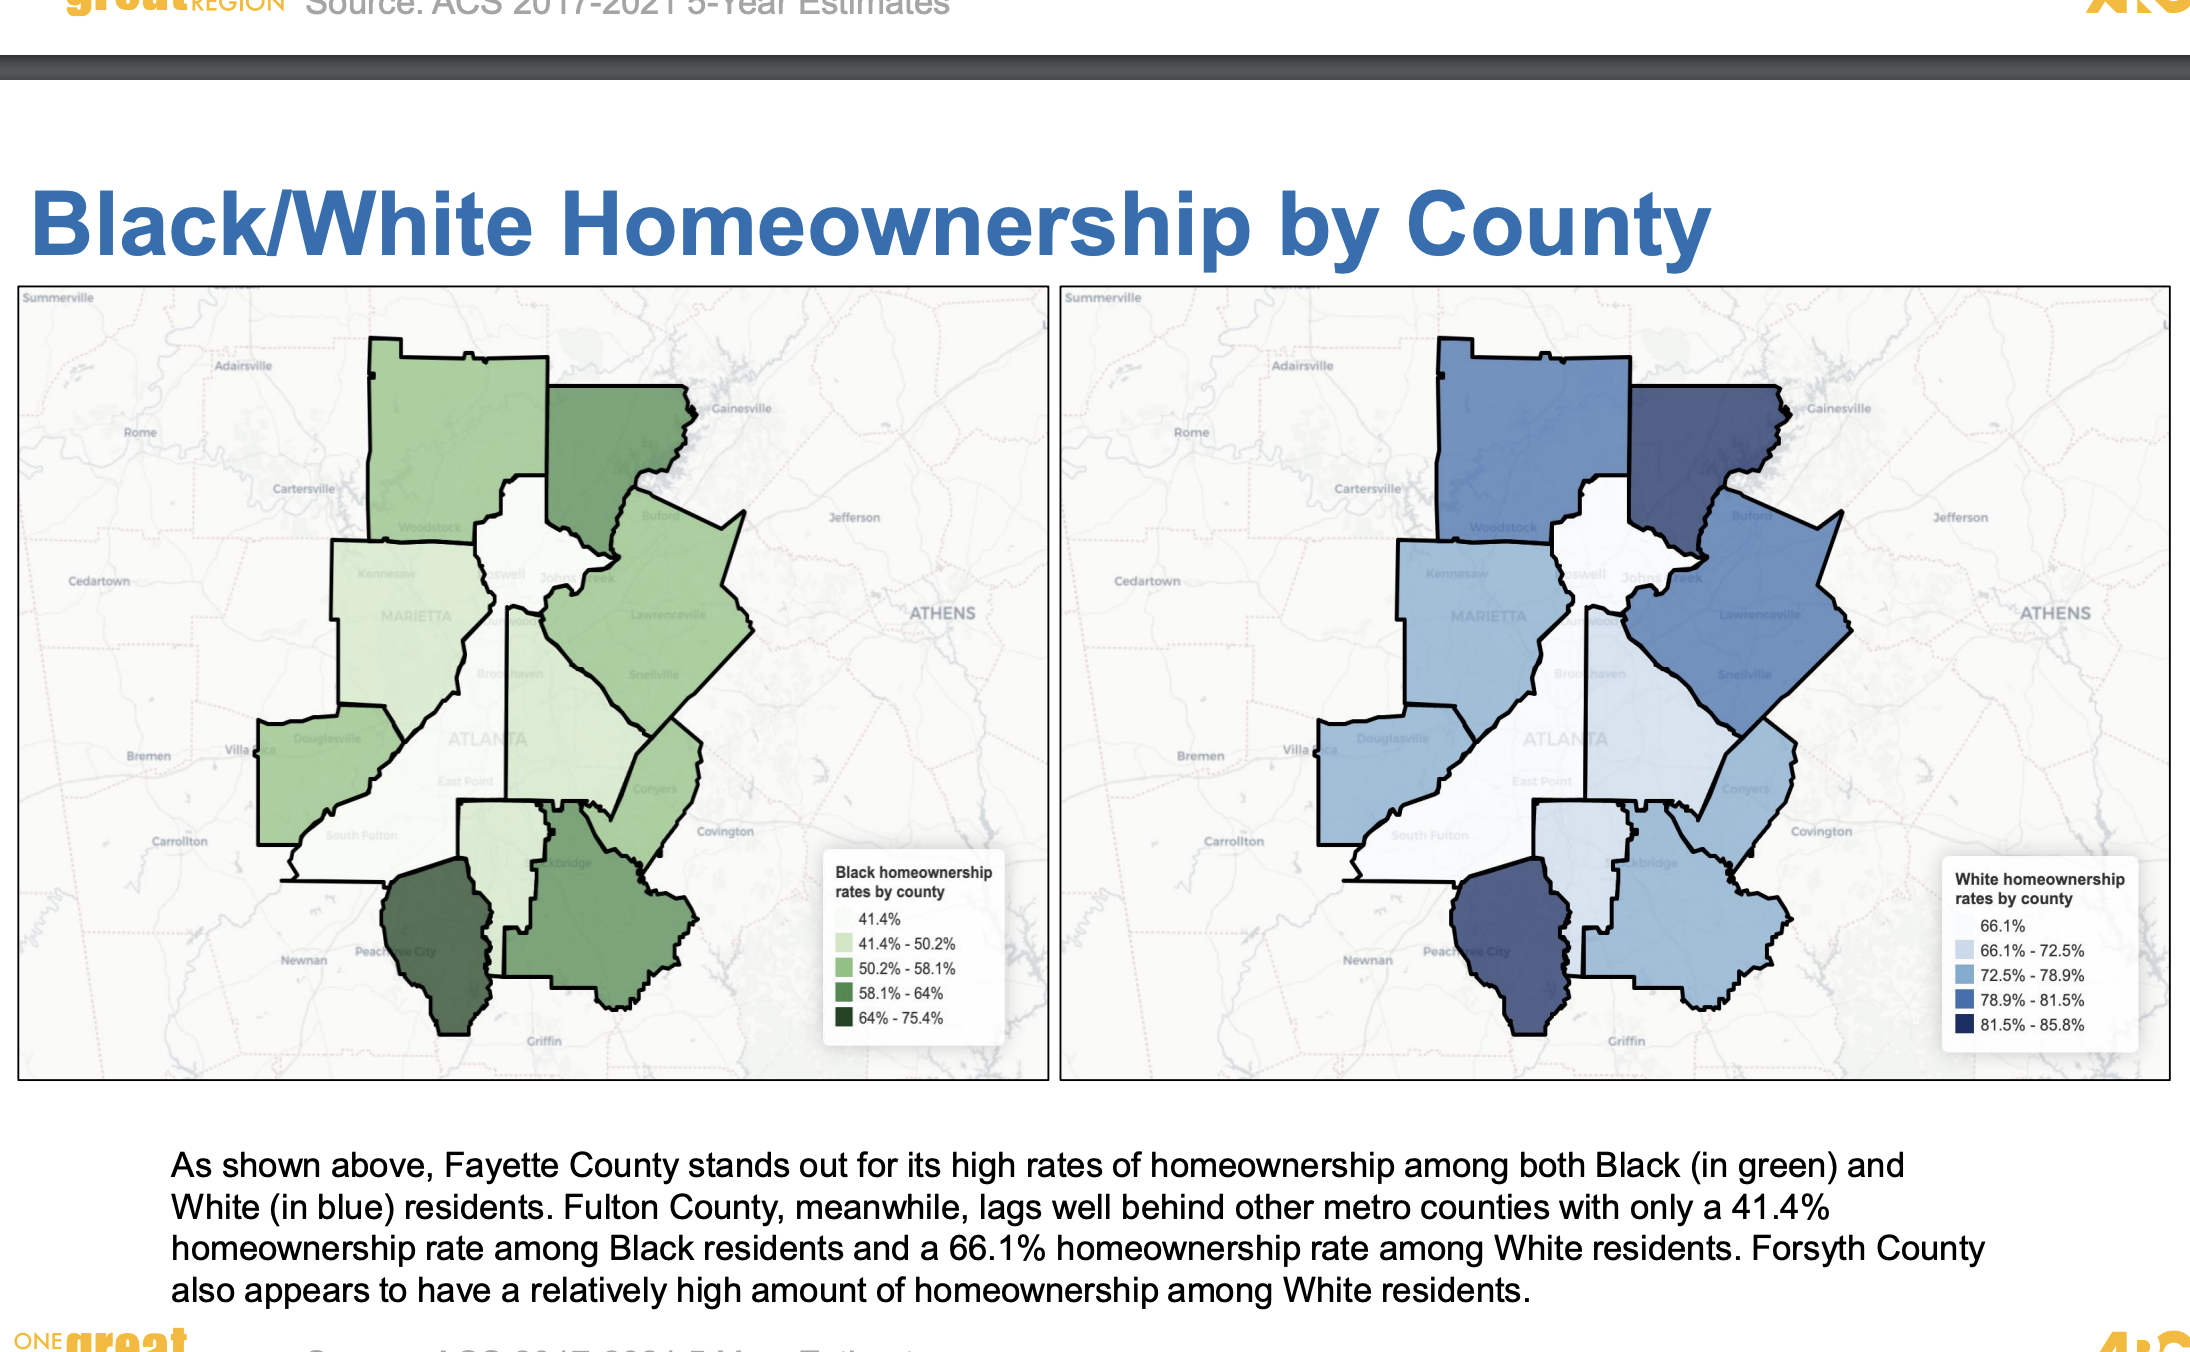 great REGION Source: ACS 2017-2021 5-Year Estimates
Black/White Homeownership by County
Summerville
Adairsville
Gainesville
Rome
Cartersville
Woodstock
Buford
Jefferson
Kennesaw
Cedartown
MARIETTA
Lawrenceville
ATHENS
Snellville
Douglasville
ATLANTA
Bremen
East Point
Conyers
Carrollton
South Fulton
Covington
Newnan
Griffin
Black homeownership
rates by county
41.4%
41.4% - 50.2%
50.2% - 58.1%
58.1% - 64%
64% - 75.4%
Summerville
Adairsville
Gainesville
Rome
Cartersville
Woodstock
Buford
Jefferson
Kennesaw
Cedartown
MARIETTA
Lawrenceville
ATHENS
Snellville
Douglasville
ATLANTA
Bremen
East Point
Conyers
Carrollton
South Fulton
Covington
Newnan
Griffin
White homeownership
rates by county
66.1%
66.1% - 72.5%
72.5% - 78.9%
78.9% - 81.5%
81.5% - 85.8%
As shown above, Fayette County stands out for its high rates of homeownership among both Black (in green) and
White (in blue) residents. Fulton County, meanwhile, lags well behind other metro counties with only a 41.4%
homeownership rate among Black residents and a 66.1% homeownership rate among White residents. Forsyth County
also appears to have a relatively high amount of homeownership among White residents.
ONE great